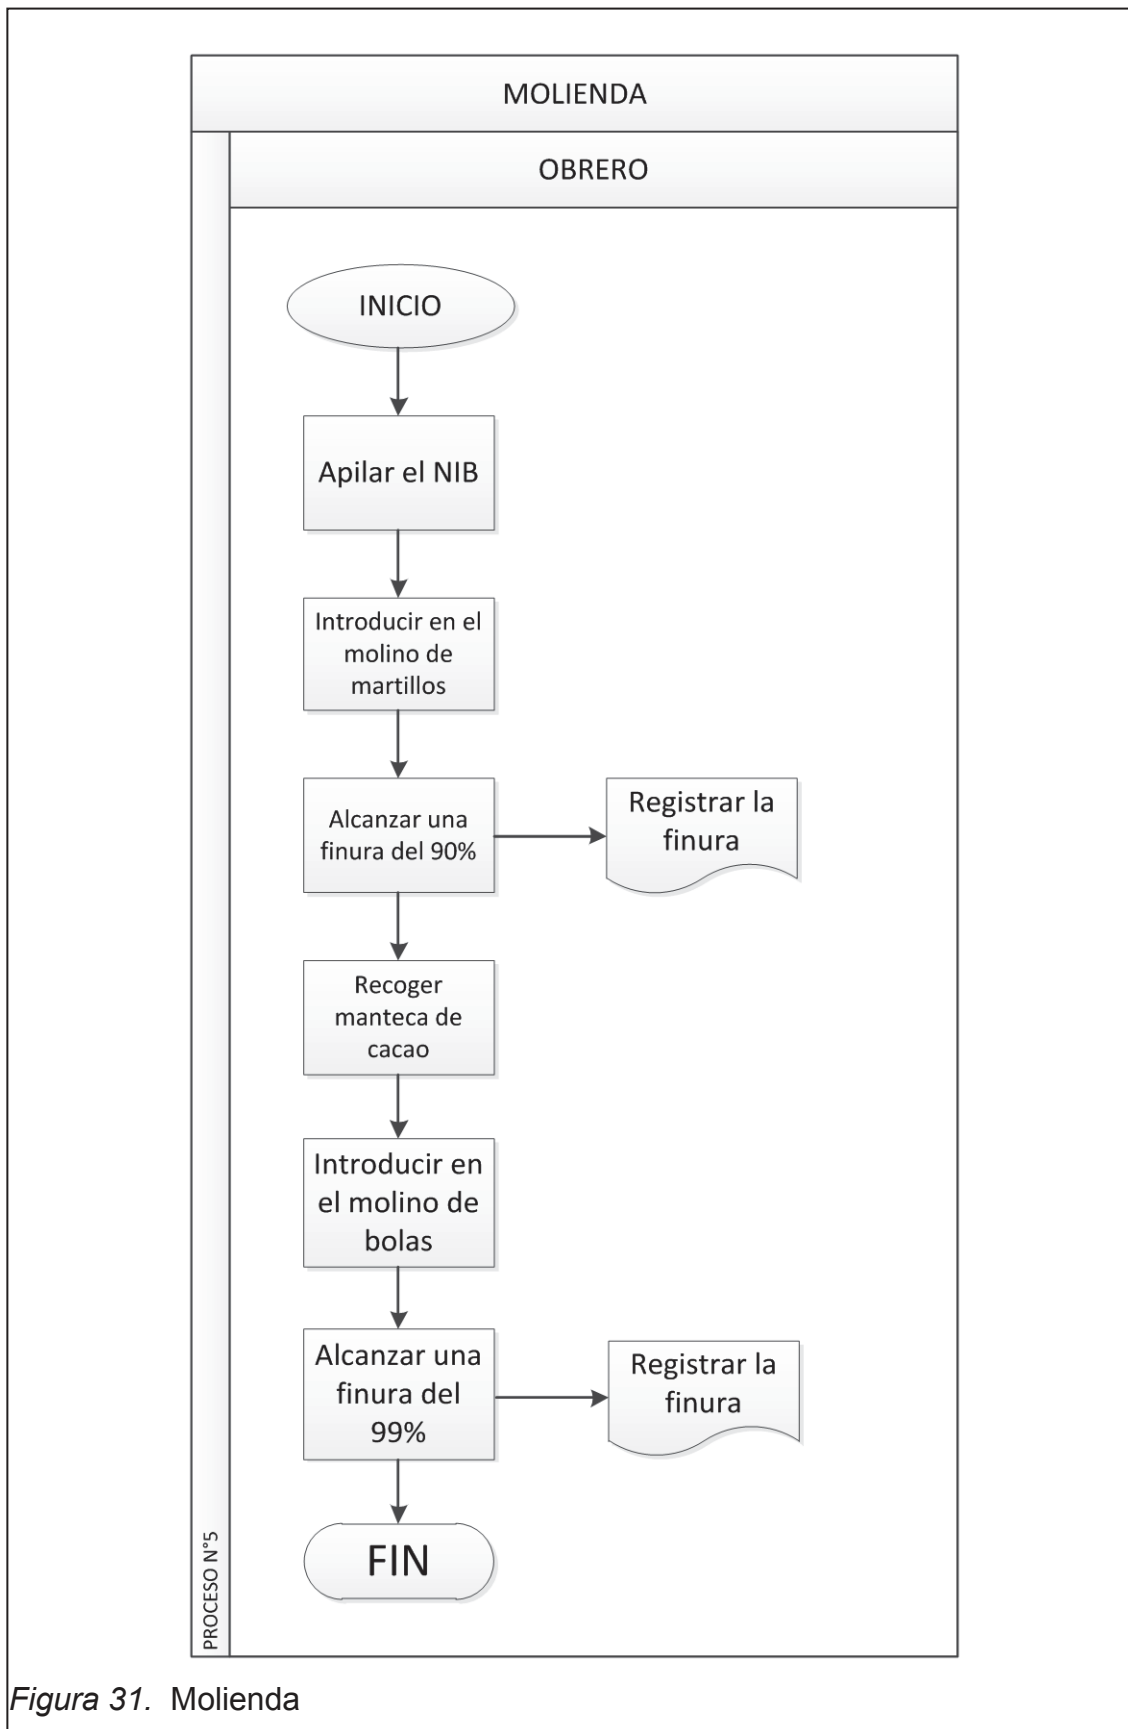 MOLIENDA
OBRERO
INICIO
Apilar el NIB
Introducir en el
molino de
martillos
Alcanzar una
finura del 90%
Registrar la
finura
Recoger
manteca de
cacao
Introducir en
el molino de
bolas
Alcanzar una
finura del
99%
Registrar la
finura
FIN
PROCESO N°5
Figura 31. Molienda